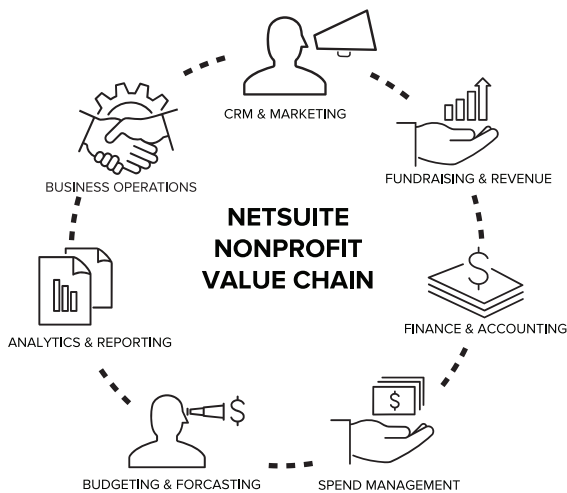 CRM & MARKETING
FUNDRAISING & REVENUE
BUSINESS OPERATIONS
NETSUITE
NONPROFIT
VALUE CHAIN
$
FINANCE & ACCOUNTING
ANALYTICS & REPORTING
$
$
BUDGETING & FORCASTING
SPEND MANAGEMENT